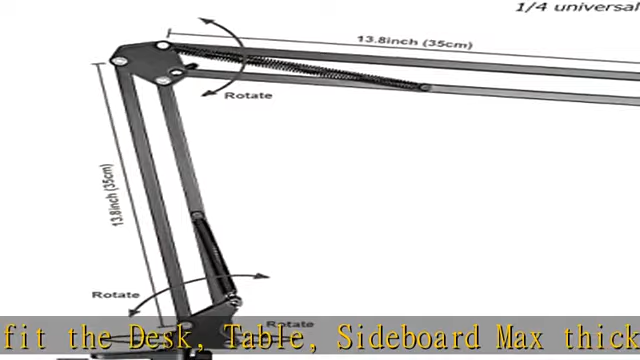 1/4 universal
13.8inch (35cm)
Rotate
13.8inch (35cm)
Rotate
Rotate
fit the Desk, Table, Sideboard Max thick